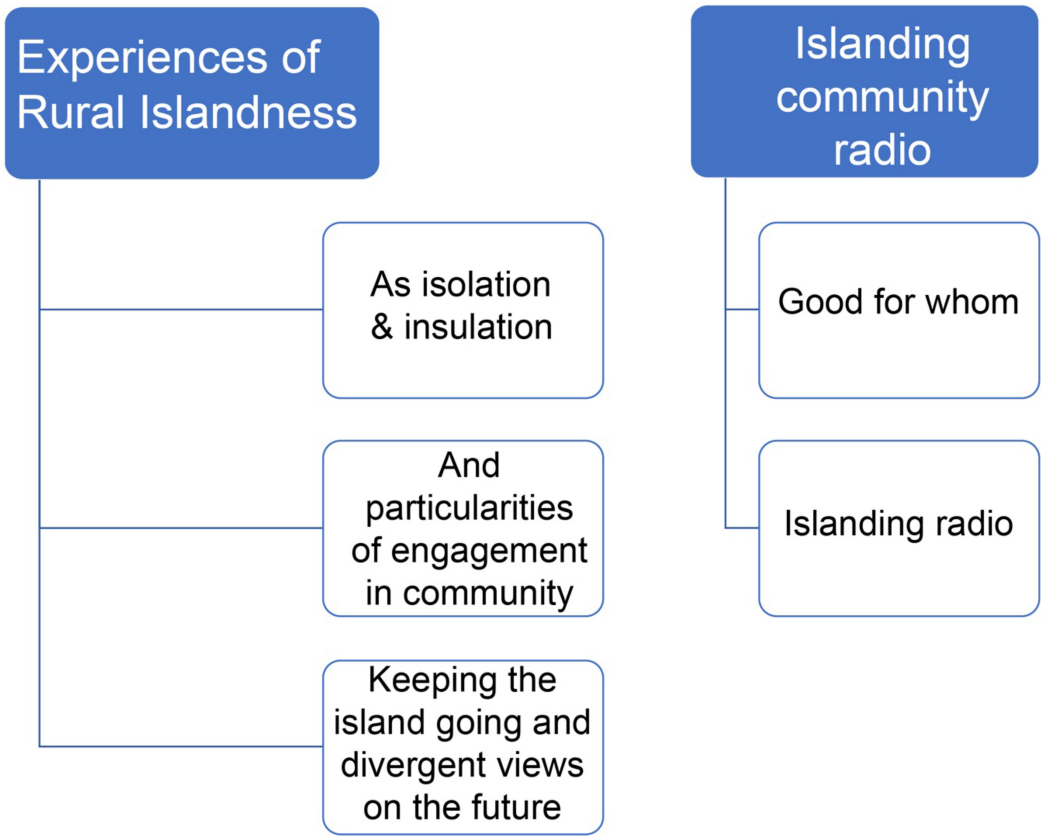 Experiences of
Rural Islandness
As isolation
& insulation
And
particularities
of engagement
in community
Keeping the
island going and
divergent views
on the future
Islanding
community
radio
Good for whom
Islanding radio